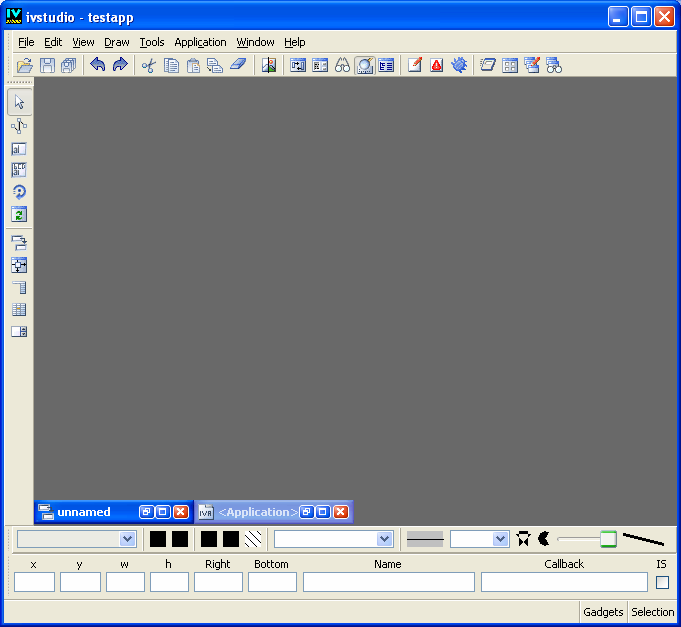 ivstudio - testapp
File Edit View Draw Tools Application Window Help
unnamed <Application>
x y w h Right Bottom Name Callback IS
Gadgets Selection